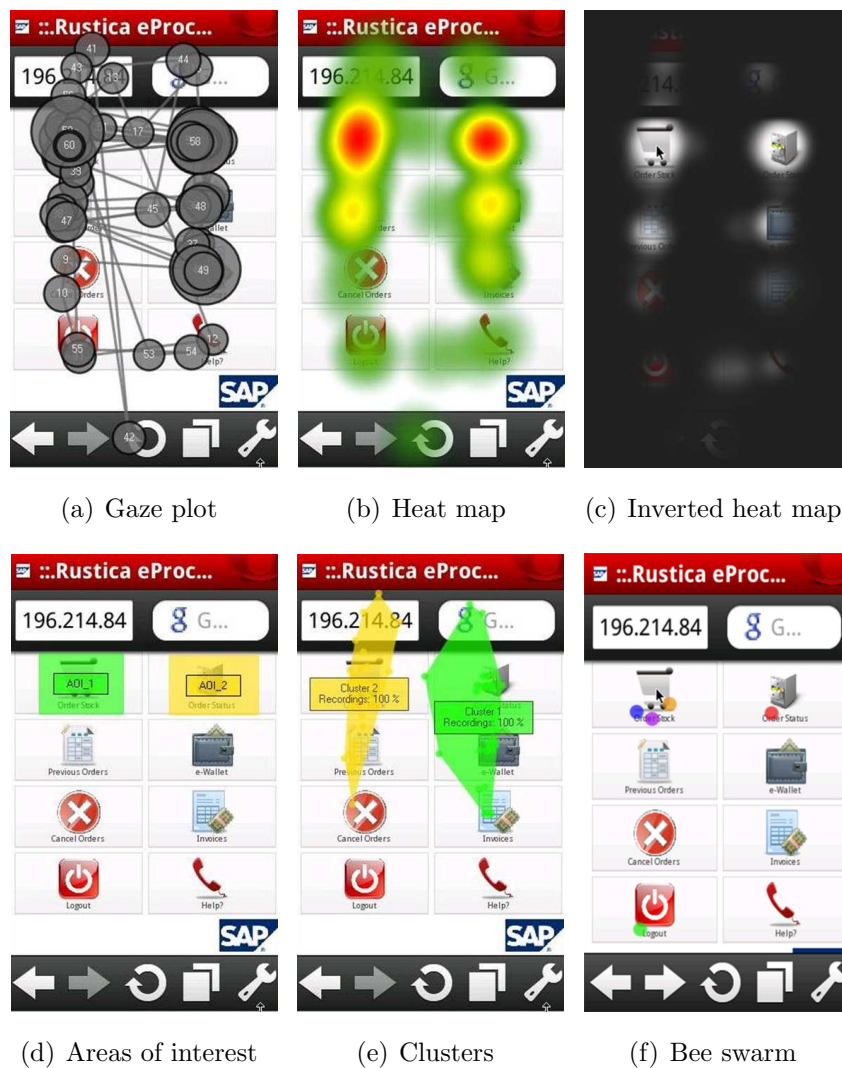 ::.Rustica eProc...
::.Rustica eProc...
41
44
43
13
196.214.84
196.214.84
g G...
17
58
60
39
45
48
47
9
49
10
Cancel Orders
Invoices
12
55
53
54
Help?
Help?
SAP
SAP
42
Order Stock
(a) Gaze plot
(b) Heat map
(c) Inverted heat map
::.Rustica eProc...
::.Rustica eProc...
::.Rustica eProc...
196.214.84
g G...
196.214.84
g G...
196.214.84
g G...
AOI_1
AOI_2
Order Stock
Order Status
Cluster 2
Recordings: 100 %
Cluster 1
Recordings: 100 %
Order Stock
Order Status
Previous Orders
e-Wallet
Previous Orders
e-Wallet
Previous Orders
e-Wallet
Cancel Orders
Invoices
Cancel Orders
Invoices
Cancel Orders
Invoices
Logout
Help?
Logout
Help?
Logout
Help?
SAP
SAP
(d) Areas of interest
(e) Clusters
(f) Bee swarm